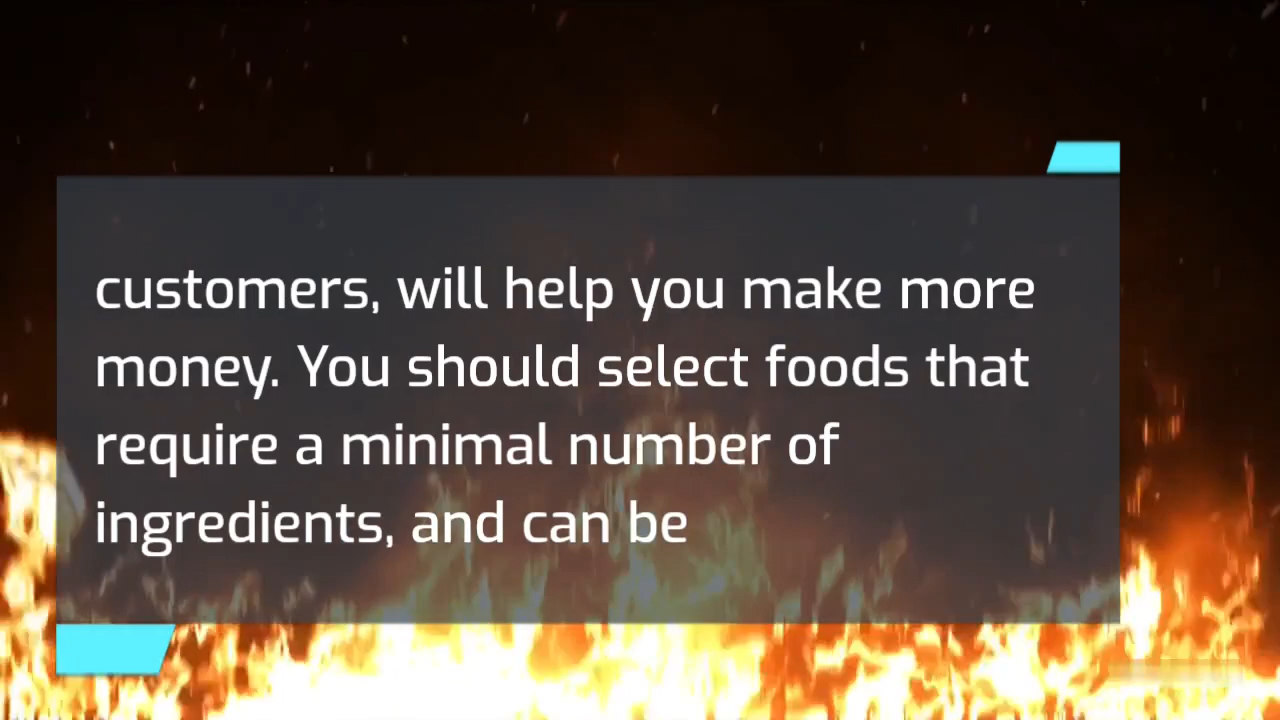 customers, will help you make more
money. You should select foods that
require a minimal number of
ingredients, and can be